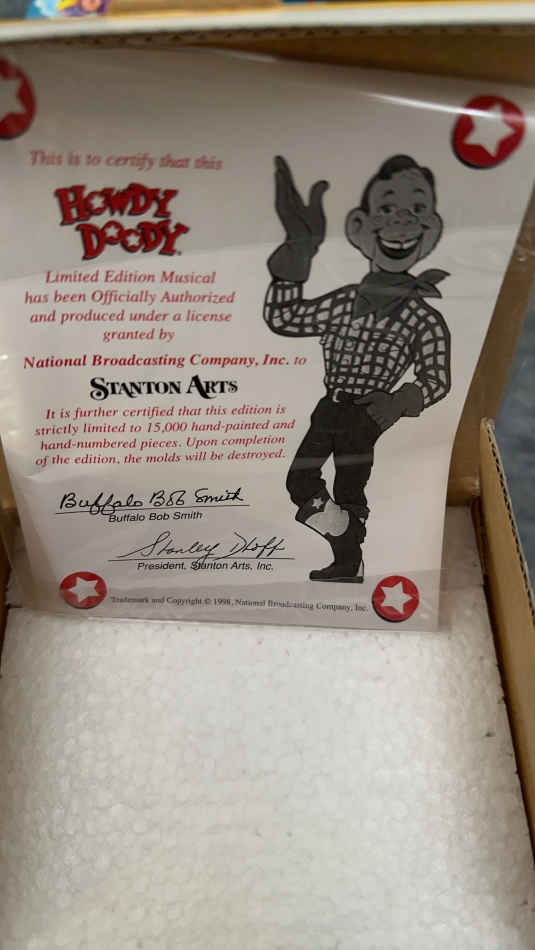 This is to certify that this
HOWDY
DOODY
Limited Edition Musical
has been Officially Authorized
and produced under a license
granted by
National Broadcasting Company, Inc. to
STANTON ARTS
It is further certified that this edition is
strictly limited to 15,000 hand-painted and
hand-numbered pieces. Upon completion
of the edition, the molds will be destroyed.
Buffalo Bob Smith
Buffalo Bob Smith
President, Stanton Arts, Inc.
Trademark and Copyright © 1998, National Broadcasting Company, Inc.